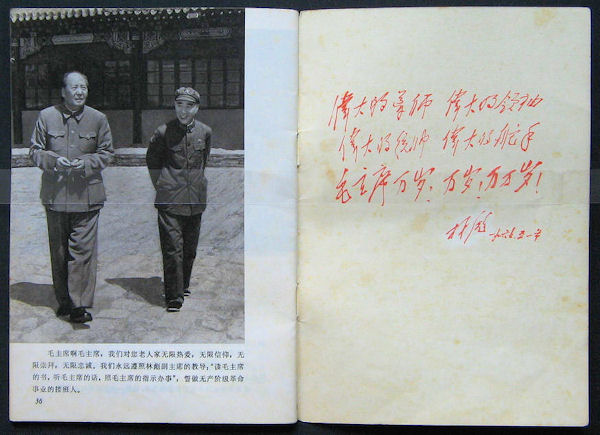 毛主席啊毛主席，我们对您老人家无限热爱，无限信仰，无
限崇拜，无限忠诚。我们永远遵照林彪副主席的教导：“读毛主席
的书，听毛主席的话，照毛主席的指示办事”，誓做无产阶级革命
事业的接班人。
36
偉大的导师 偉大的领袖
偉大的统帅 偉大的舵手
毛主席万岁！万岁！万万岁！
林彪